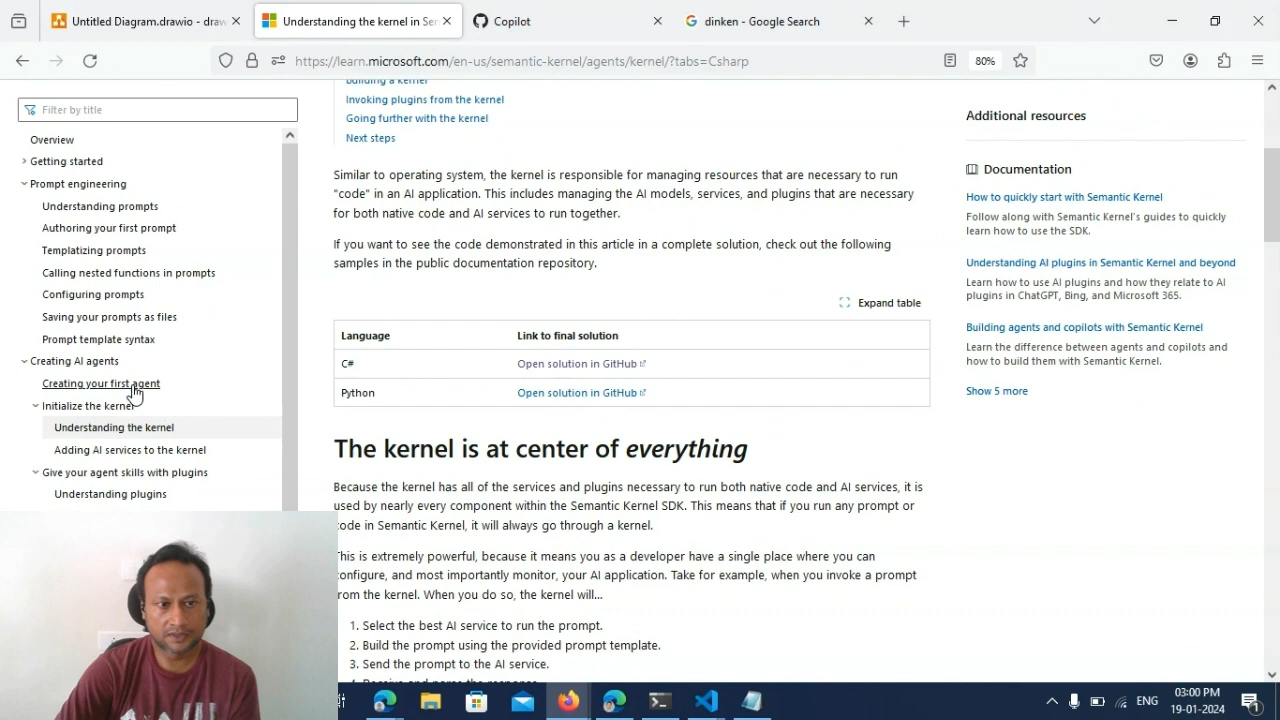 Untitled Diagram.drawio - draw
Understanding the kernel in Ser
Copilot
dinken - Google Search
https://learn.microsoft.com/en-us/semantic-kernel/agents/kernel/?tabs=Csharp
80%
Filter by title
Overview
Getting started
Prompt engineering
Understanding prompts
Authoring your first prompt
Templatizing prompts
Calling nested functions in prompts
Configuring prompts
Saving your prompts as files
Prompt template syntax
Creating AI agents
Creating your first agent
Initialize the kernel
Understanding the kernel
Adding AI services to the kernel
Give your agent skills with plugins
Understanding plugins
Building a kernel
Invoking plugins from the kernel
Going further with the kernel
Next steps
Similar to operating system, the kernel is responsible for managing resources that are necessary to run
"code" in an AI application. This includes managing the AI models, services, and plugins that are necessary
for both native code and AI services to run together.
If you want to see the code demonstrated in this article in a complete solution, check out the following
samples in the public documentation repository.
Expand table
Language Link to final solution
C# Open solution in GitHub
Python Open solution in GitHub
The kernel is at center of everything
Because the kernel has all of the services and plugins necessary to run both native code and AI services, it is
used by nearly every component within the Semantic Kernel SDK. This means that if you run any prompt or
code in Semantic Kernel, it will always go through a kernel.
This is extremely powerful, because it means you as a developer have a single place where you can
configure, and most importantly monitor, your AI application. Take for example, when you invoke a prompt
from the kernel. When you do so, the kernel will...
1. Select the best AI service to run the prompt.
2. Build the prompt using the provided prompt template.
3. Send the prompt to the AI service.
Additional resources
Documentation
How to quickly start with Semantic Kernel
Follow along with Semantic Kernel's guides to quickly
learn how to use the SDK.
Understanding AI plugins in Semantic Kernel and beyond
Learn how to use AI plugins and how they relate to AI
plugins in ChatGPT, Bing, and Microsoft 365.
Building agents and copilots with Semantic Kernel
Learn the difference between agents and copilots and
how to build them with Semantic Kernel.
Show 5 more
ENG
03:00 PM
19-01-2024